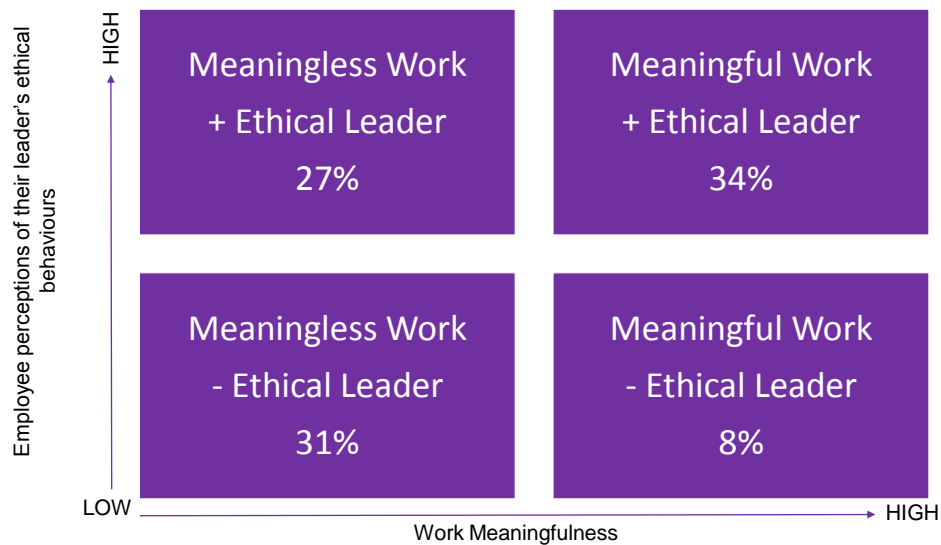 HIGH
Employee perceptions of their leader's ethical
behaviours
Meaningless Work
+ Ethical Leader
27%
Meaningful Work
+ Ethical Leader
34%
Meaningless Work
- Ethical Leader
31%
Meaningful Work
- Ethical Leader
8%
LOW
HIGH
Work Meaningfulness